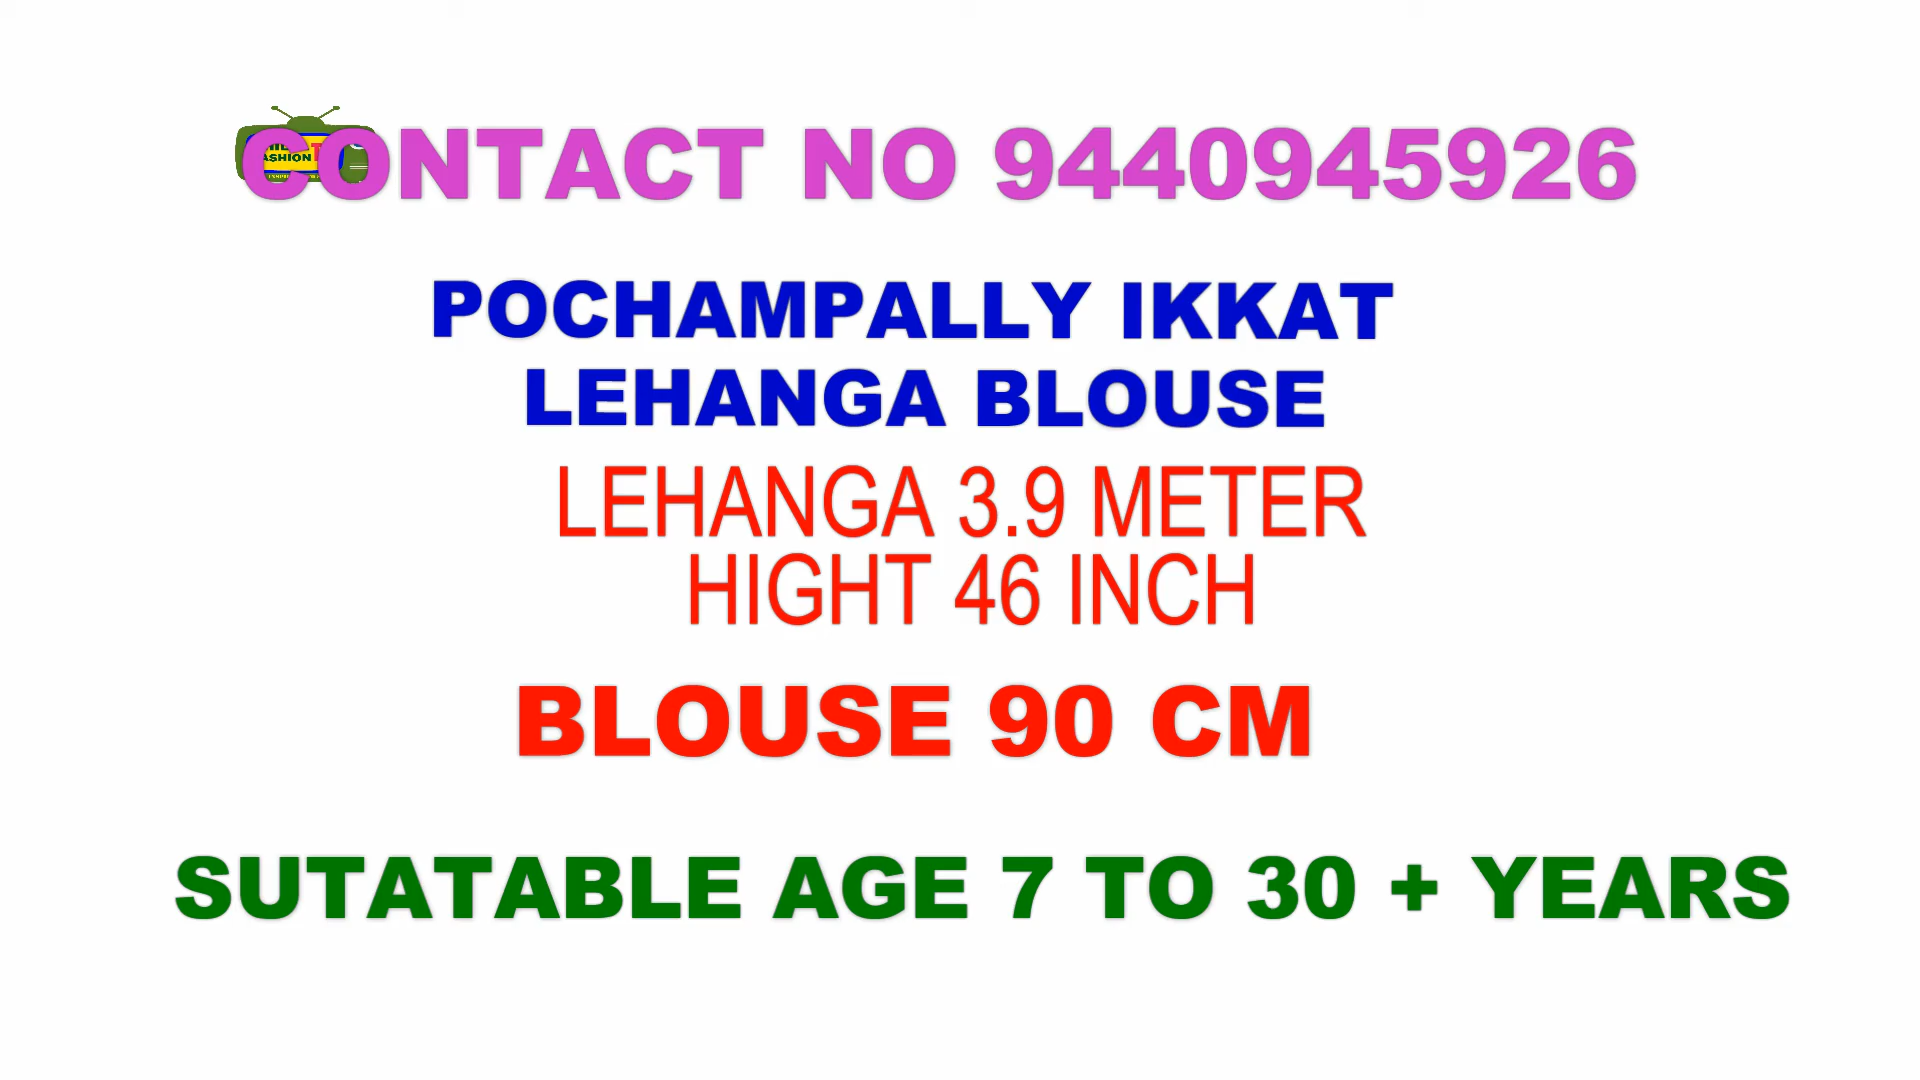 CONTACT NO 9440945926
POCHAMPALLY IKKAT
LEHANGA BLOUSE
LEHANGA 3.9 METER
HIGHT 46 INCH
BLOUSE 90 CM
SUTATABLE AGE 7 TO 30 + YEARS